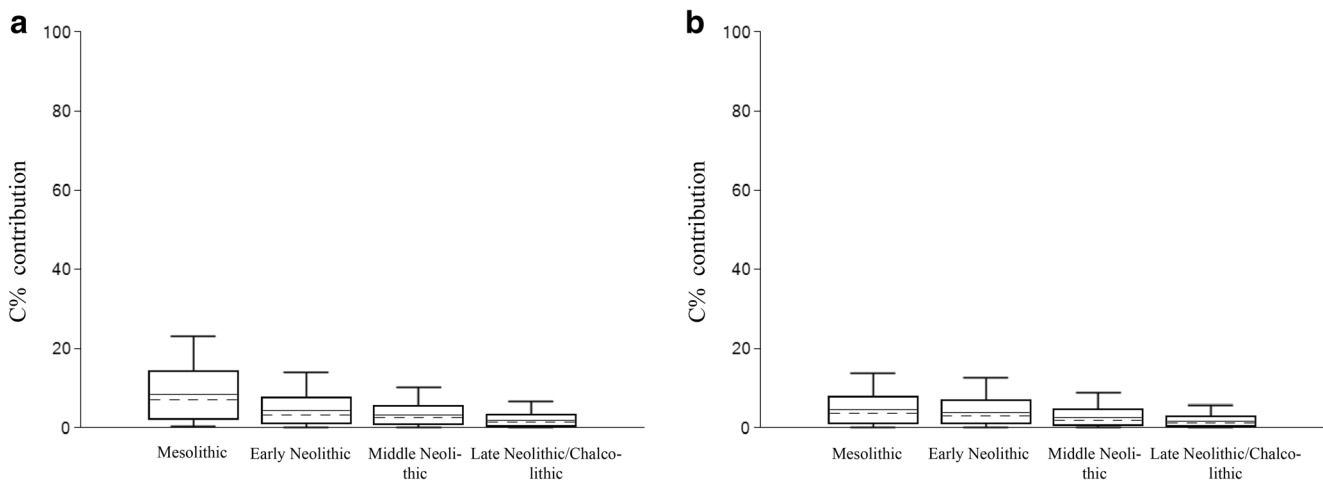 a
100
80
60
40
20
0
C% contribution
Mesolithic
Early Neolithic
Middle Neoli-
thic
Late Neolithic/Chalco-
lithic
b
100
80
60
40
20
0
C% contribution
Mesolithic
Early Neolithic
Middle Neoli-
thic
Late Neolithic/Chalco-
lithic